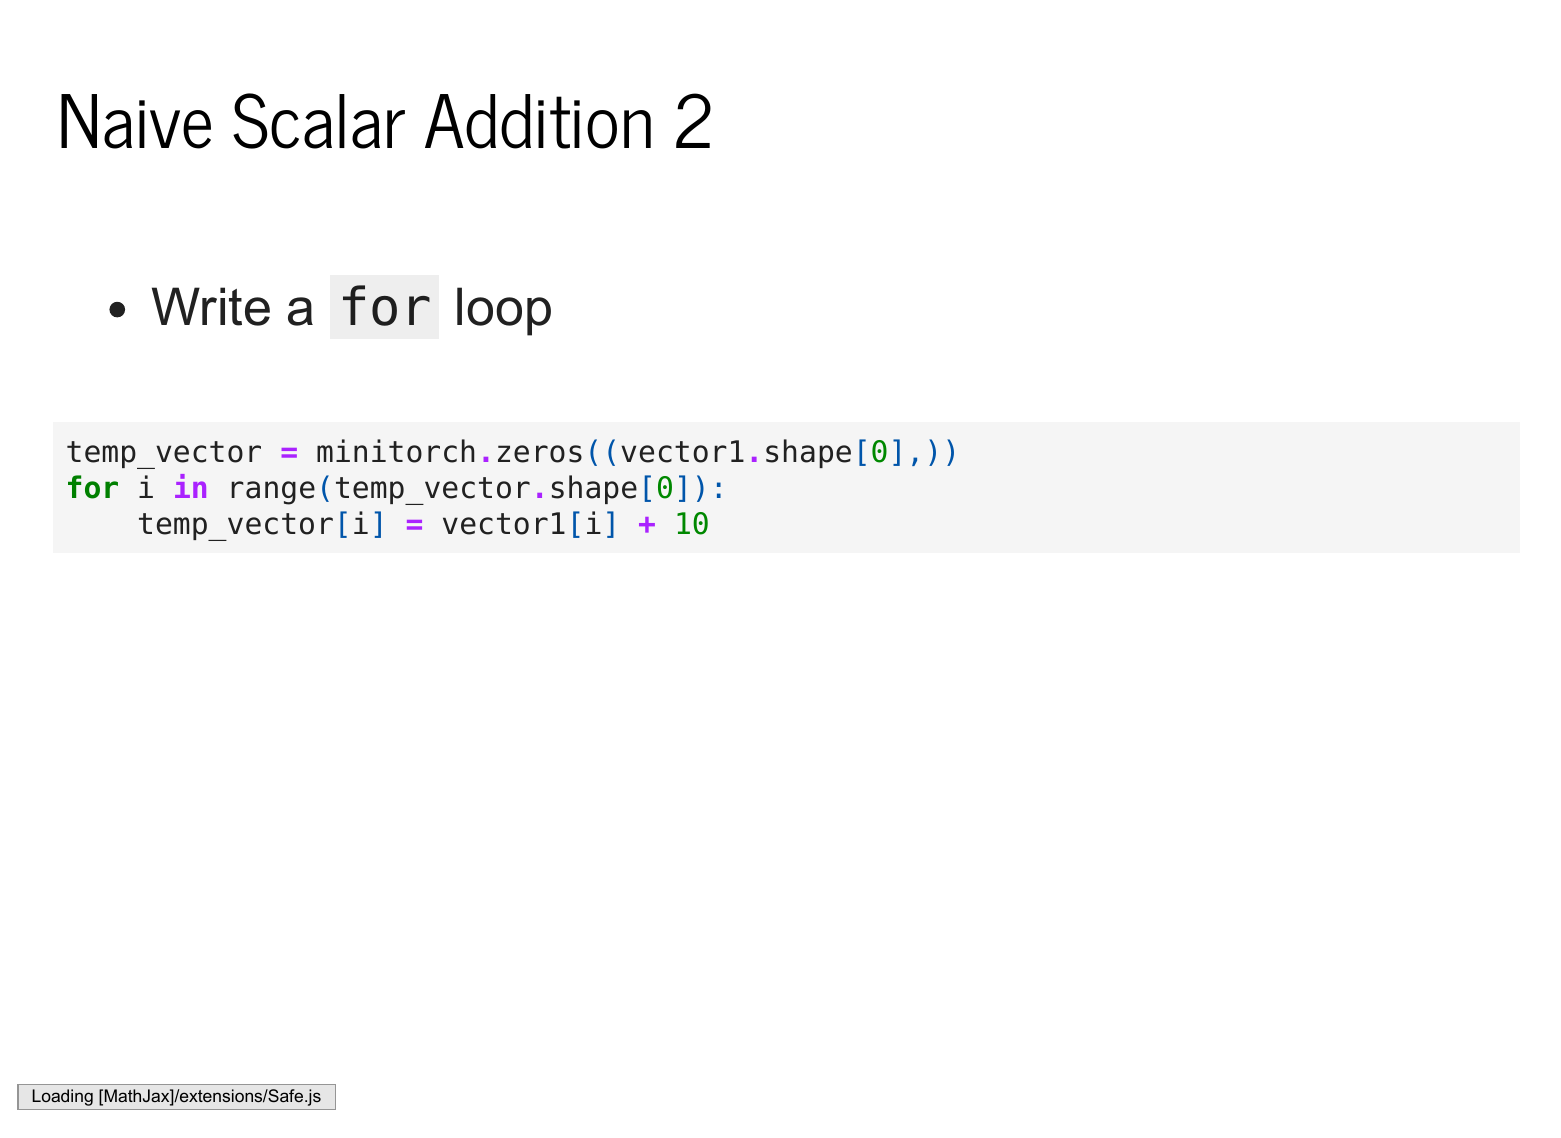 Naive Scalar Addition 2
• Write a for loop
temp_vector = minitorch.zeros((vector1.shape[0],))
for i in range(temp_vector.shape[0]):
    temp_vector[i] = vector1[i] + 10
Loading [MathJax]/extensions/Safe.js